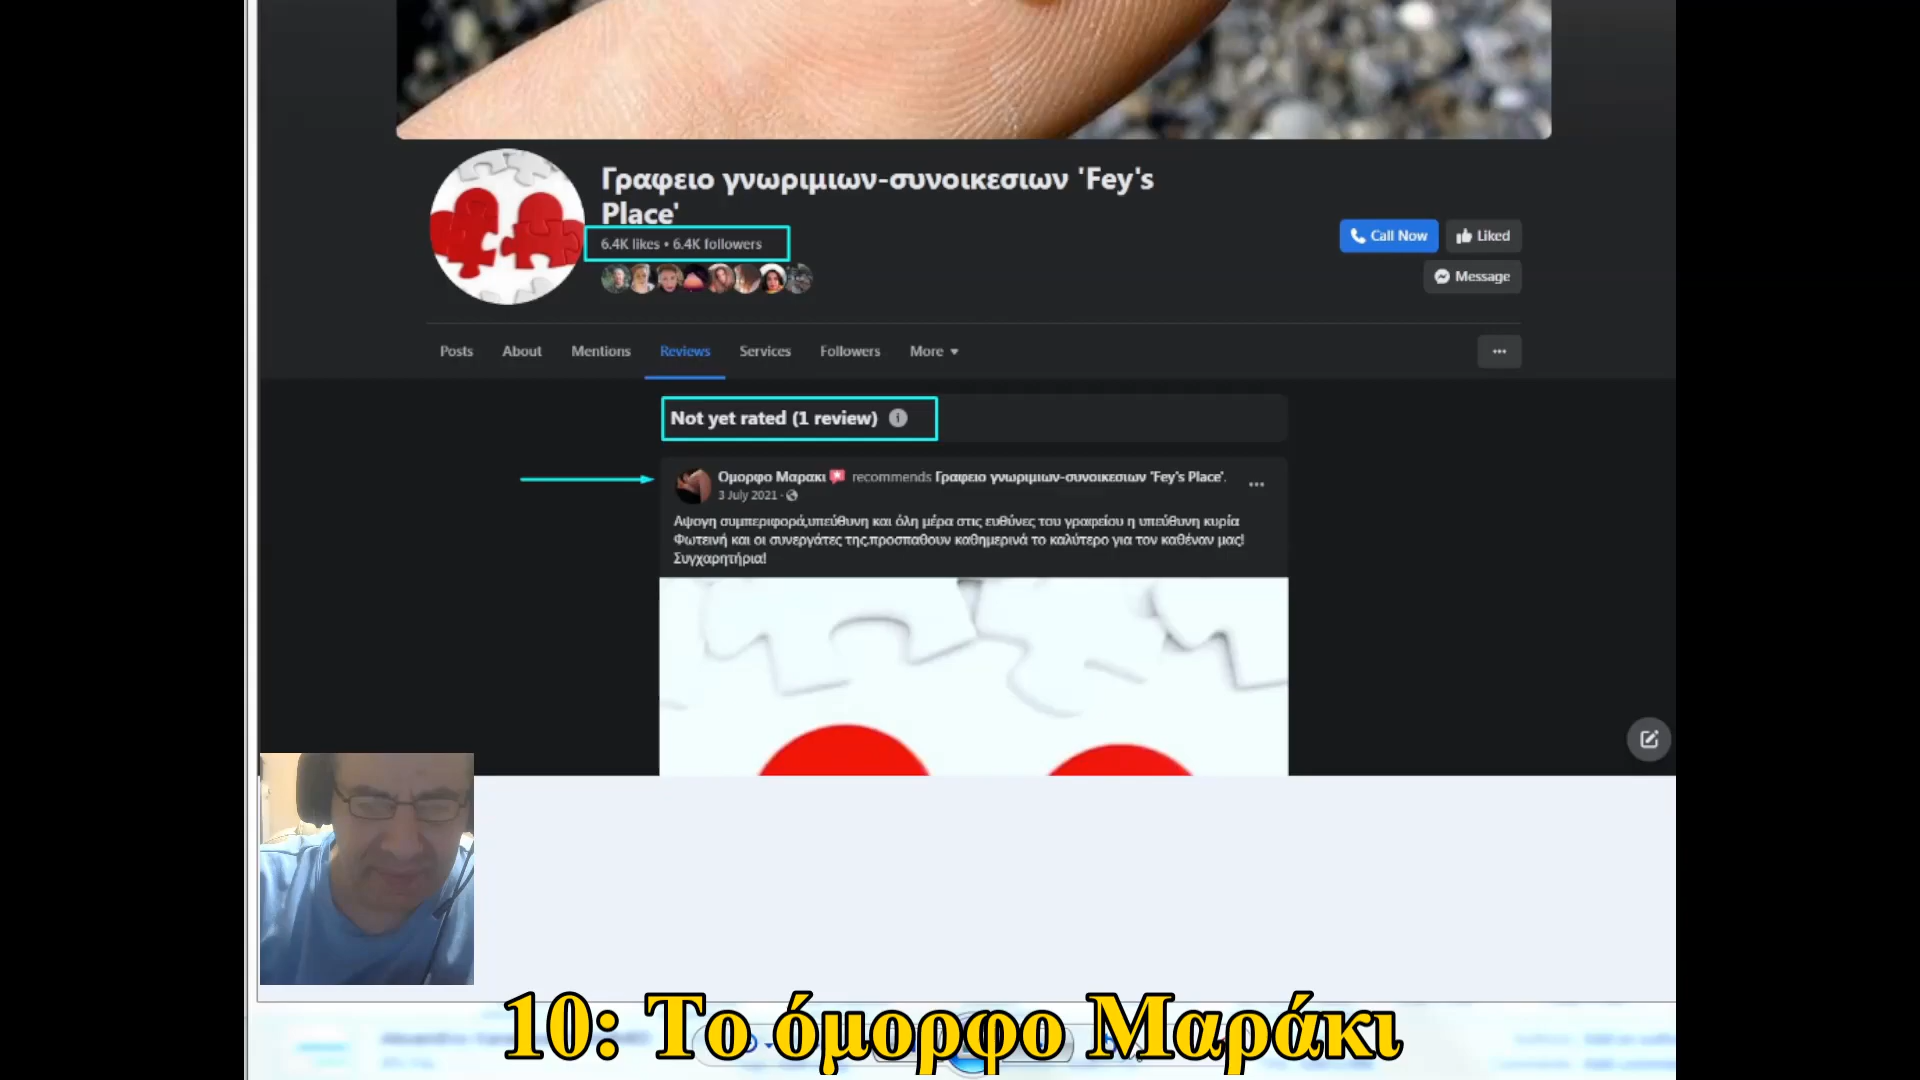 Γραφειο γνωριμιων-συνοικεσιων 'Fey's
Place'
6.4K likes • 6.4K followers
Call Now
Liked
Message
Posts
About
Mentions
Reviews
Services
Followers
More
Not yet rated (1 review)
Ομορφο Μαρακι recommends Γραφειο γνωριμιων-συνοικεσιων 'Fey's Place'.
3 July 2021
Αψογη συμπεριφορά,υπεύθυνη και όλη μέρα στις ευθύνες του γραφείου η υπεύθυνη κυρία
Φωτεινή και οι συνεργάτες της,προσπαθουν καθημερινά το καλύτερο για τον καθέναν μας!
Συγχαρητήρια!
10: Το όμορφο Μαράκι